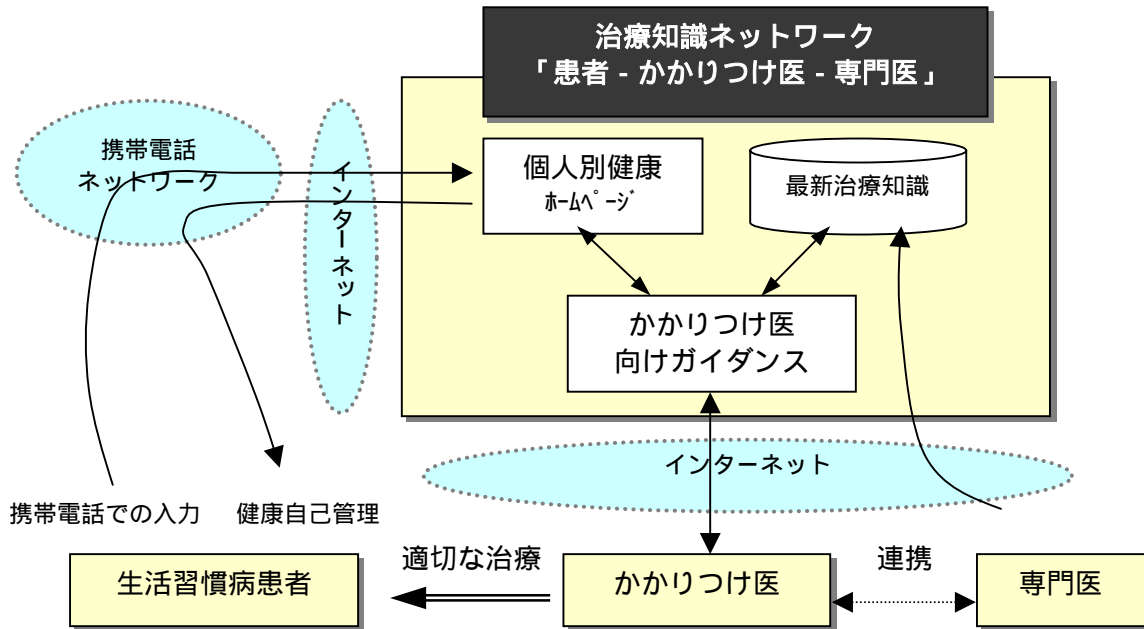 治療知識ネットワーク
「患者 - かかりつけ医 - 専門医」
携帯電話
ネットワーク
インターネット
個人別健康
ﾎｰﾑﾍﾟｰｼﾞ
最新治療知識
かかりつけ医
向けガイダンス
インターネット
携帯電話での入力
健康自己管理
生活習慣病患者
適切な治療
かかりつけ医
連携
専門医